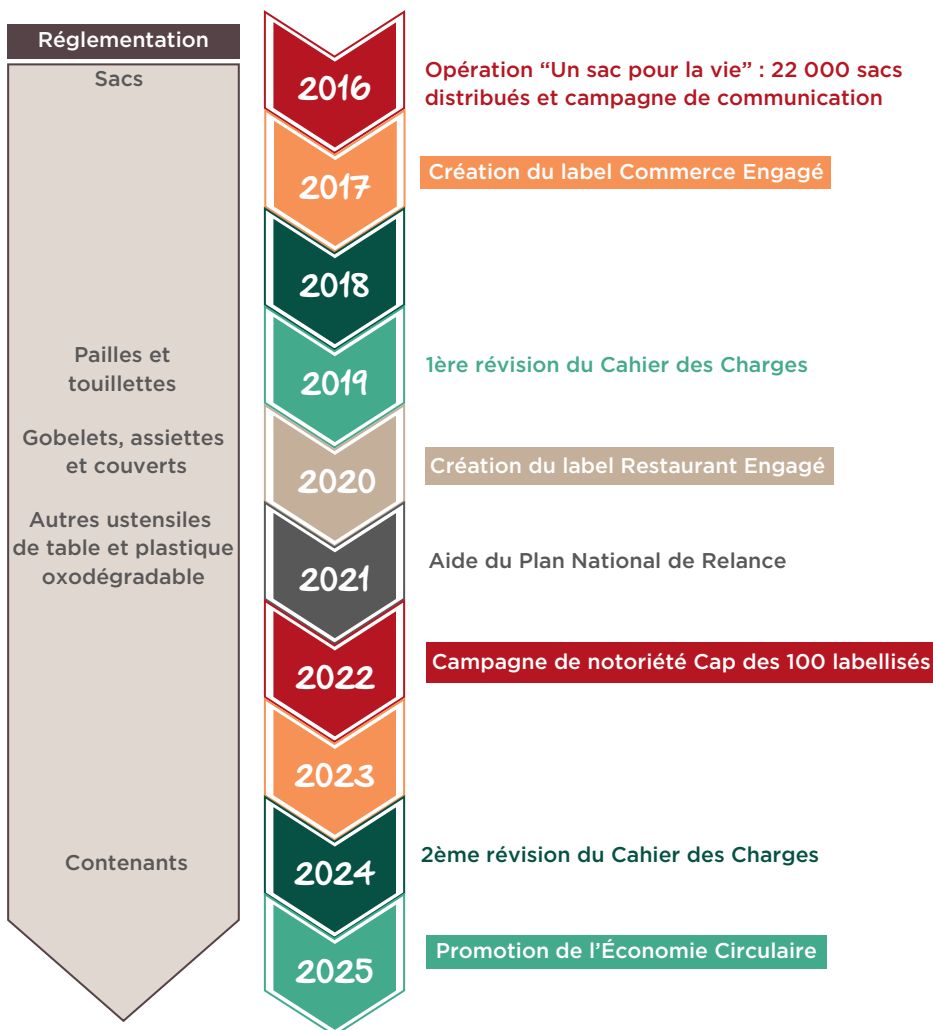 Réglementation
Sacs
Pailles et
touillettes
Gobelets, assiettes
et couverts
Autres ustensiles
de table et plastique
oxodégradable
Contenants
2016
Opération “Un sac pour la vie” : 22 000 sacs
distribués et campagne de communication
2017
Création du label Commerce Engagé
2018
2019
1ère révision du Cahier des Charges
2020
Création du label Restaurant Engagé
2021
Aide du Plan National de Relance
2022
Campagne de notoriété Cap des 100 labellisés
2023
2024
2ème révision du Cahier des Charges
2025
Promotion de l’Économie Circulaire